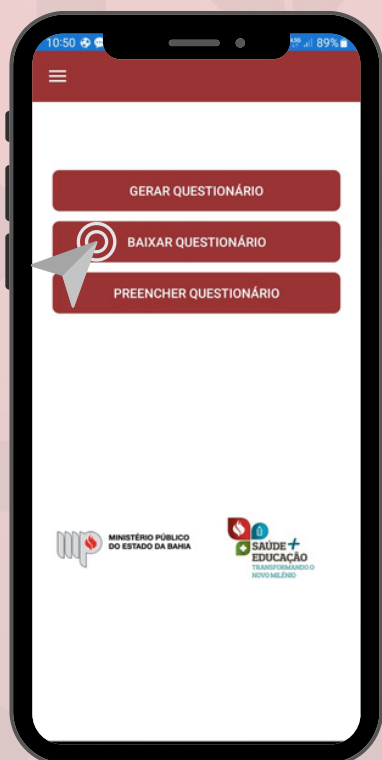 10:50
89%
GERAR QUESTIONÁRIO
BAIXAR QUESTIONÁRIO
PREENCHER QUESTIONÁRIO
MINISTÉRIO PÚBLICO
DO ESTADO DA BAHIA
SAÚDE+
EDUCAÇÃO
TRANSFORMANDO O
NOVO MILÊNIO